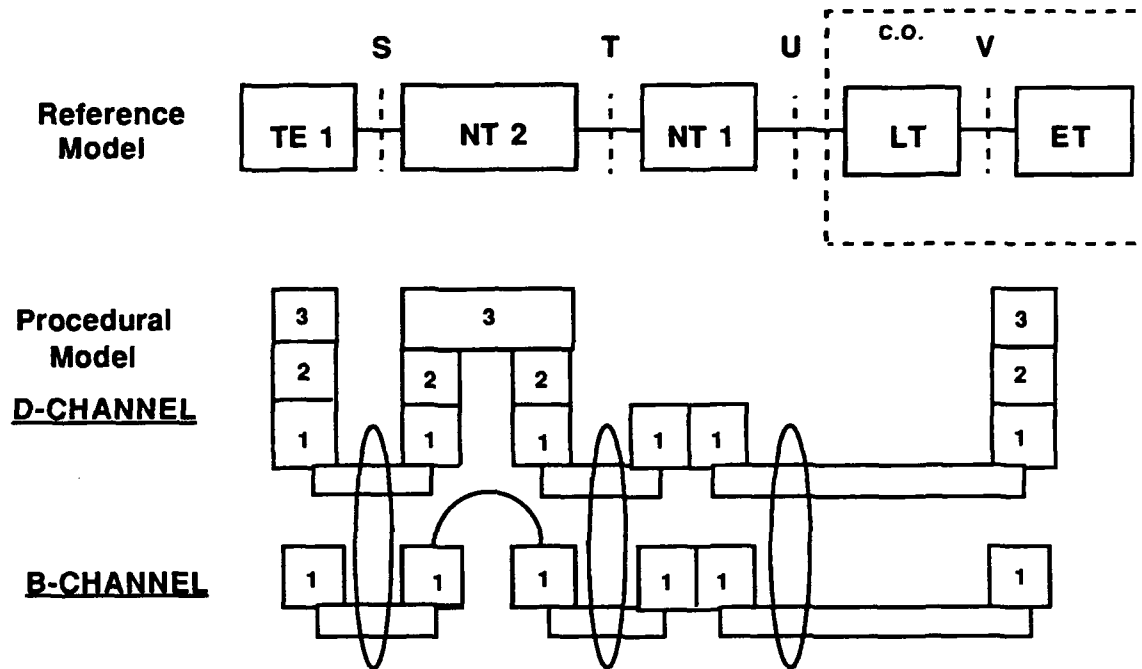 C.O.
S T U V
Reference
Model
TE 1 NT 2 NT 1 LT ET
Procedural
Model
D-CHANNEL
3 3 3
2 2 2 2
1 1 1 1 1 1
B-CHANNEL
1 1 1 1 1 1